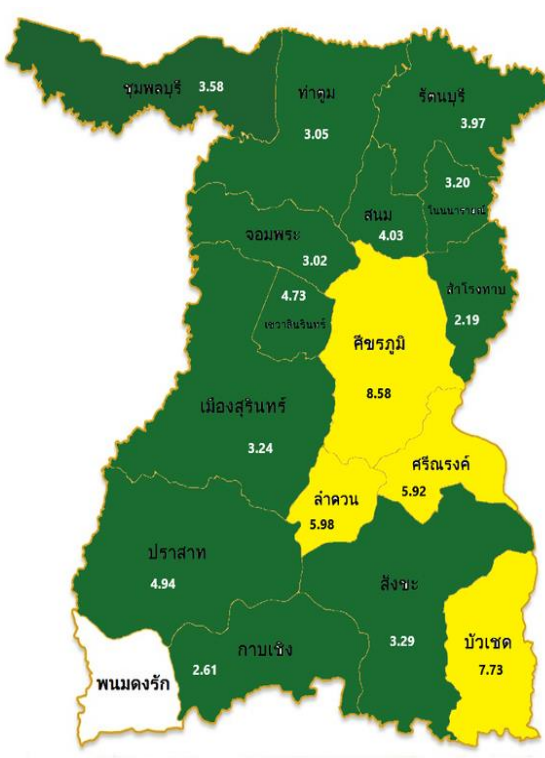 ชุมพลบุรี
3.58
ท่าตูม
3.05
รัตนบุรี
3.97
3.20
โนนนารายณ์
สนม
4.03
จอมพระ
3.02
4.73
เขวาสินรินทร์
สำโรงทาบ
2.19
ศีขรภูมิ
8.58
เมืองสุรินทร์
3.24
ศรีณรงค์
5.92
ลำดวน
5.98
ปราสาท
4.94
สังขะ
3.29
บัวเชด
7.73
กาบเชิง
2.61
พนมดงรัก